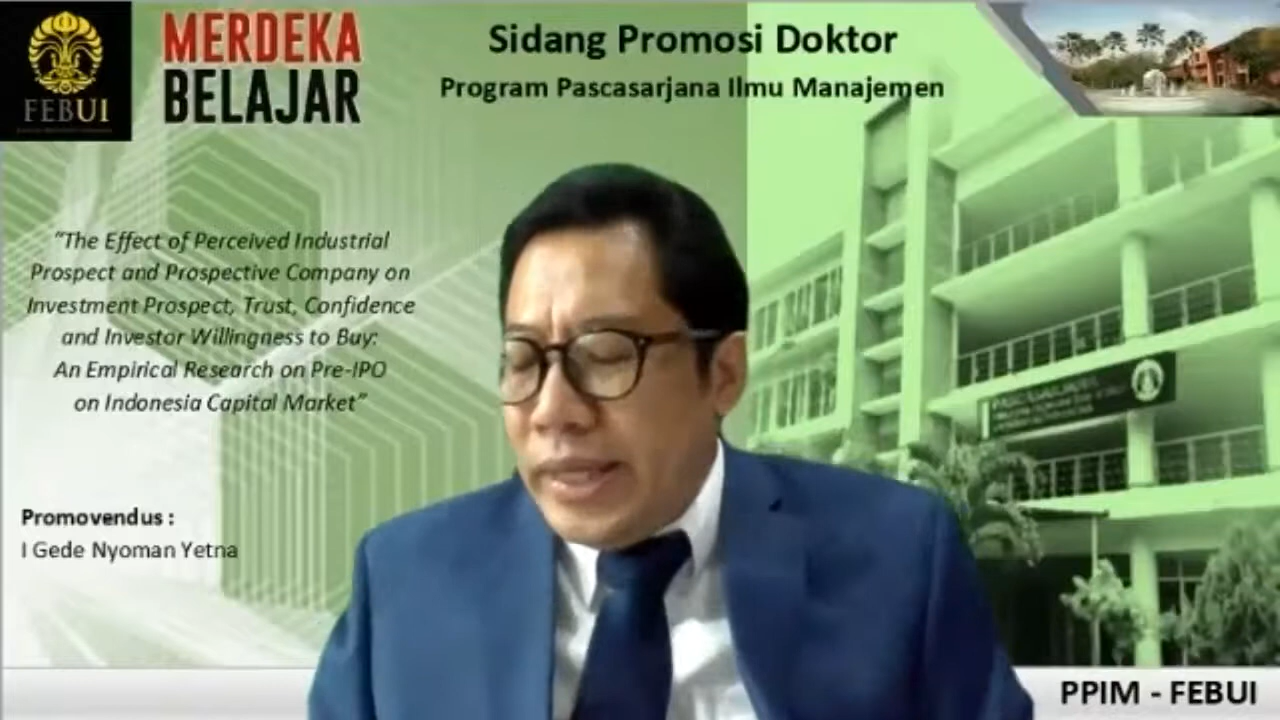 FEBUI
MERDEKA
BELAJAR
Sidang Promosi Doktor
Program Pascasarjana Ilmu Manajemen
“The Effect of Perceived Industrial
Prospect and Prospective Company on
Investment Prospect, Trust, Confidence
and Investor Willingness to Buy:
An Empirical Research on Pre-IPO
on Indonesia Capital Market”
Promovendus :
I Gede Nyoman Yetna
PPIM - FEBUI